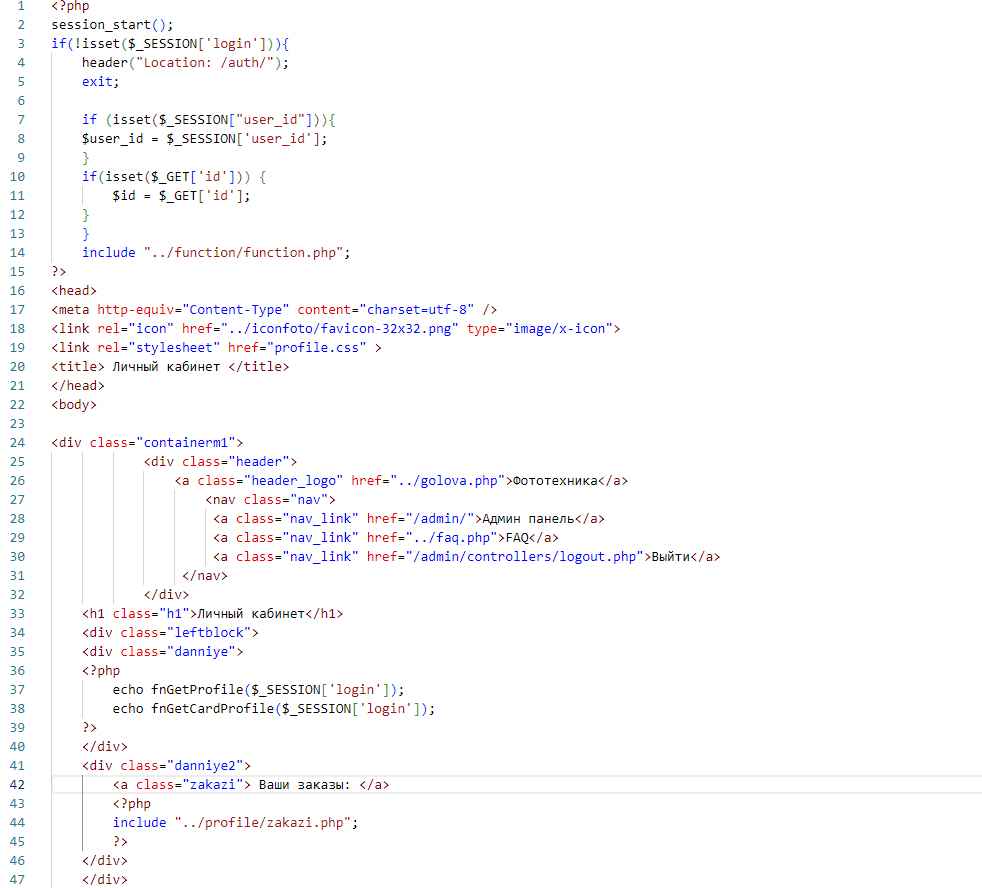 1 <?php
2 session_start();
3 if(!isset($_SESSION['login'])){
4     header("Location: /auth/");
5     exit;
6
7     if (isset($_SESSION["user_id"])){
8     $user_id = $_SESSION['user_id'];
9     }
10     if(isset($_GET['id'])) {
11         $id = $_GET['id'];
12     }
13     }
14     include "../function/function.php";
15 ?>
16 <head>
17 <meta http-equiv="Content-Type" content="charset=utf-8" />
18 <link rel="icon" href="../iconfoto/favicon-32x32.png" type="image/x-icon">
19 <link rel="stylesheet" href="profile.css" >
20 <title> Личный кабинет </title>
21 </head>
22 <body>
23
24 <div class="containerm1">
25             <div class="header">
26                 <a class="header_logo" href="../golova.php">Фототехника</a>
27                     <nav class="nav">
28                      <a class="nav_link" href="/admin/">Админ панель</a>
29                      <a class="nav_link" href="../faq.php">FAQ</a>
30                      <a class="nav_link" href="/admin/controllers/logout.php">Выйти</a>
31                  </nav>
32             </div>
33     <h1 class="h1">Личный кабинет</h1>
34     <div class="leftblock">
35     <div class="danniye">
36     <?php
37         echo fnGetProfile($_SESSION['login']);
38         echo fnGetCardProfile($_SESSION['login']);
39     ?>
40     </div>
41     <div class="danniye2">
42         <a class="zakazi"> Ваши заказы: </a>
43         <?php
44         include "../profile/zakazi.php";
45         ?>
46     </div>
47     </div>